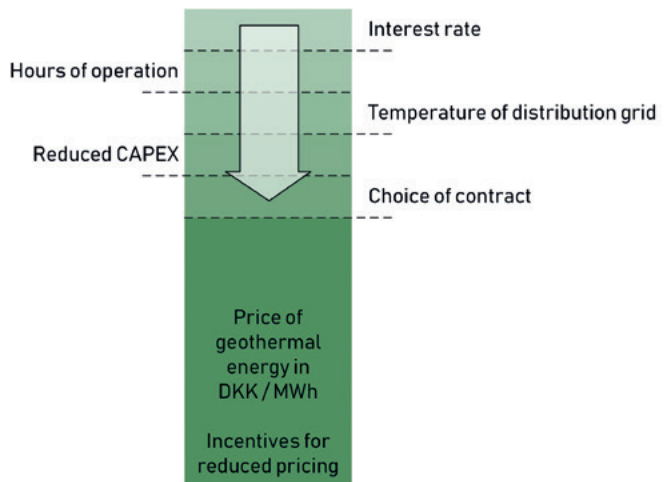 Interest rate
Hours of operation
Temperature of distribution grid
Reduced CAPEX
Choice of contract
Price of
geothermal
energy in
DKK / MWh
Incentives for
reduced pricing